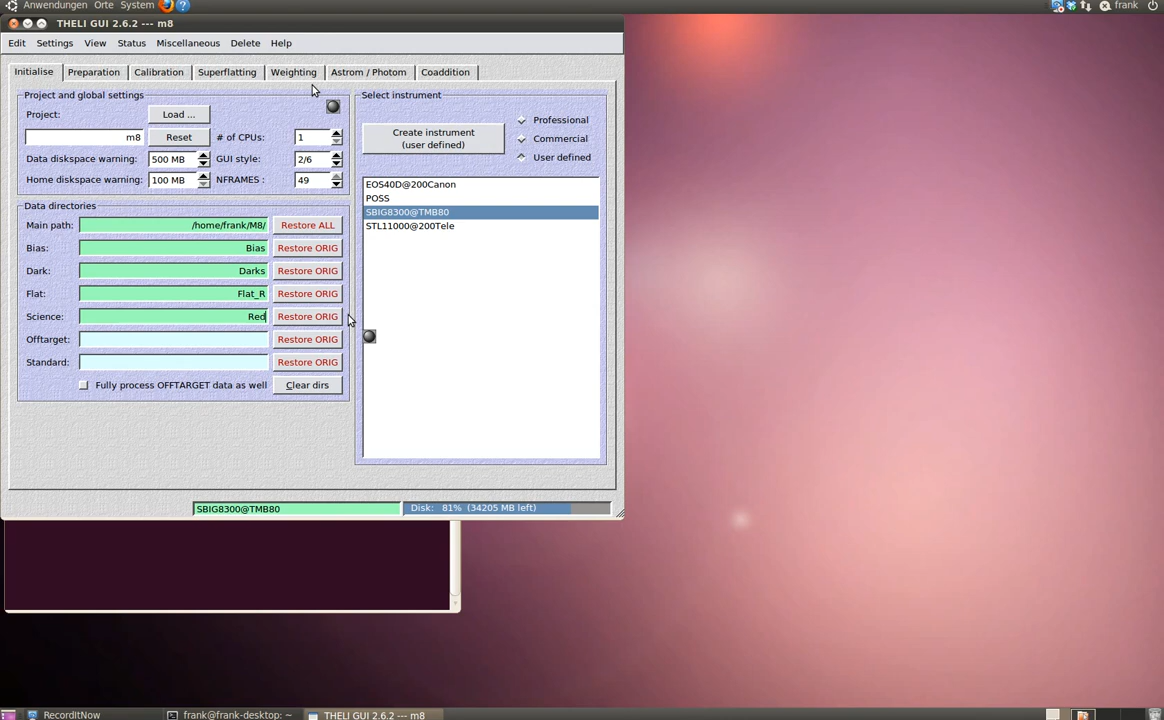 Anwendungen Orte System
frank
THELI GUI 2.6.2 --- m8
Edit Settings View Status Miscellaneous Delete Help
Initialise Preparation Calibration Superflatting Weighting Astrom / Photom Coaddition
Project and global settings
Project: Load ...
m8 Reset # of CPUs: 1
Data diskspace warning: 500 MB GUI style: 2/6
Home diskspace warning: 100 MB NFRAMES : 49
Data directories
Main path: /home/frank/M8/ Restore ALL
Bias: Bias Restore ORIG
Dark: Darks Restore ORIG
Flat: Flat_R Restore ORIG
Science: Red Restore ORIG
Offtarget: Restore ORIG
Standard: Restore ORIG
Fully process OFFTARGET data as well Clear dirs
Select instrument
Create instrument
(user defined)
Professional
Commercial
User defined
EOS40D@200Canon
POSS
SBIG8300@TMB80
STL11000@200Tele
SBIG8300@TMB80 Disk: 81% (34205 MB left)
RecordItNow frank@frank-desktop: ~ THELI GUI 2.6.2 --- m8